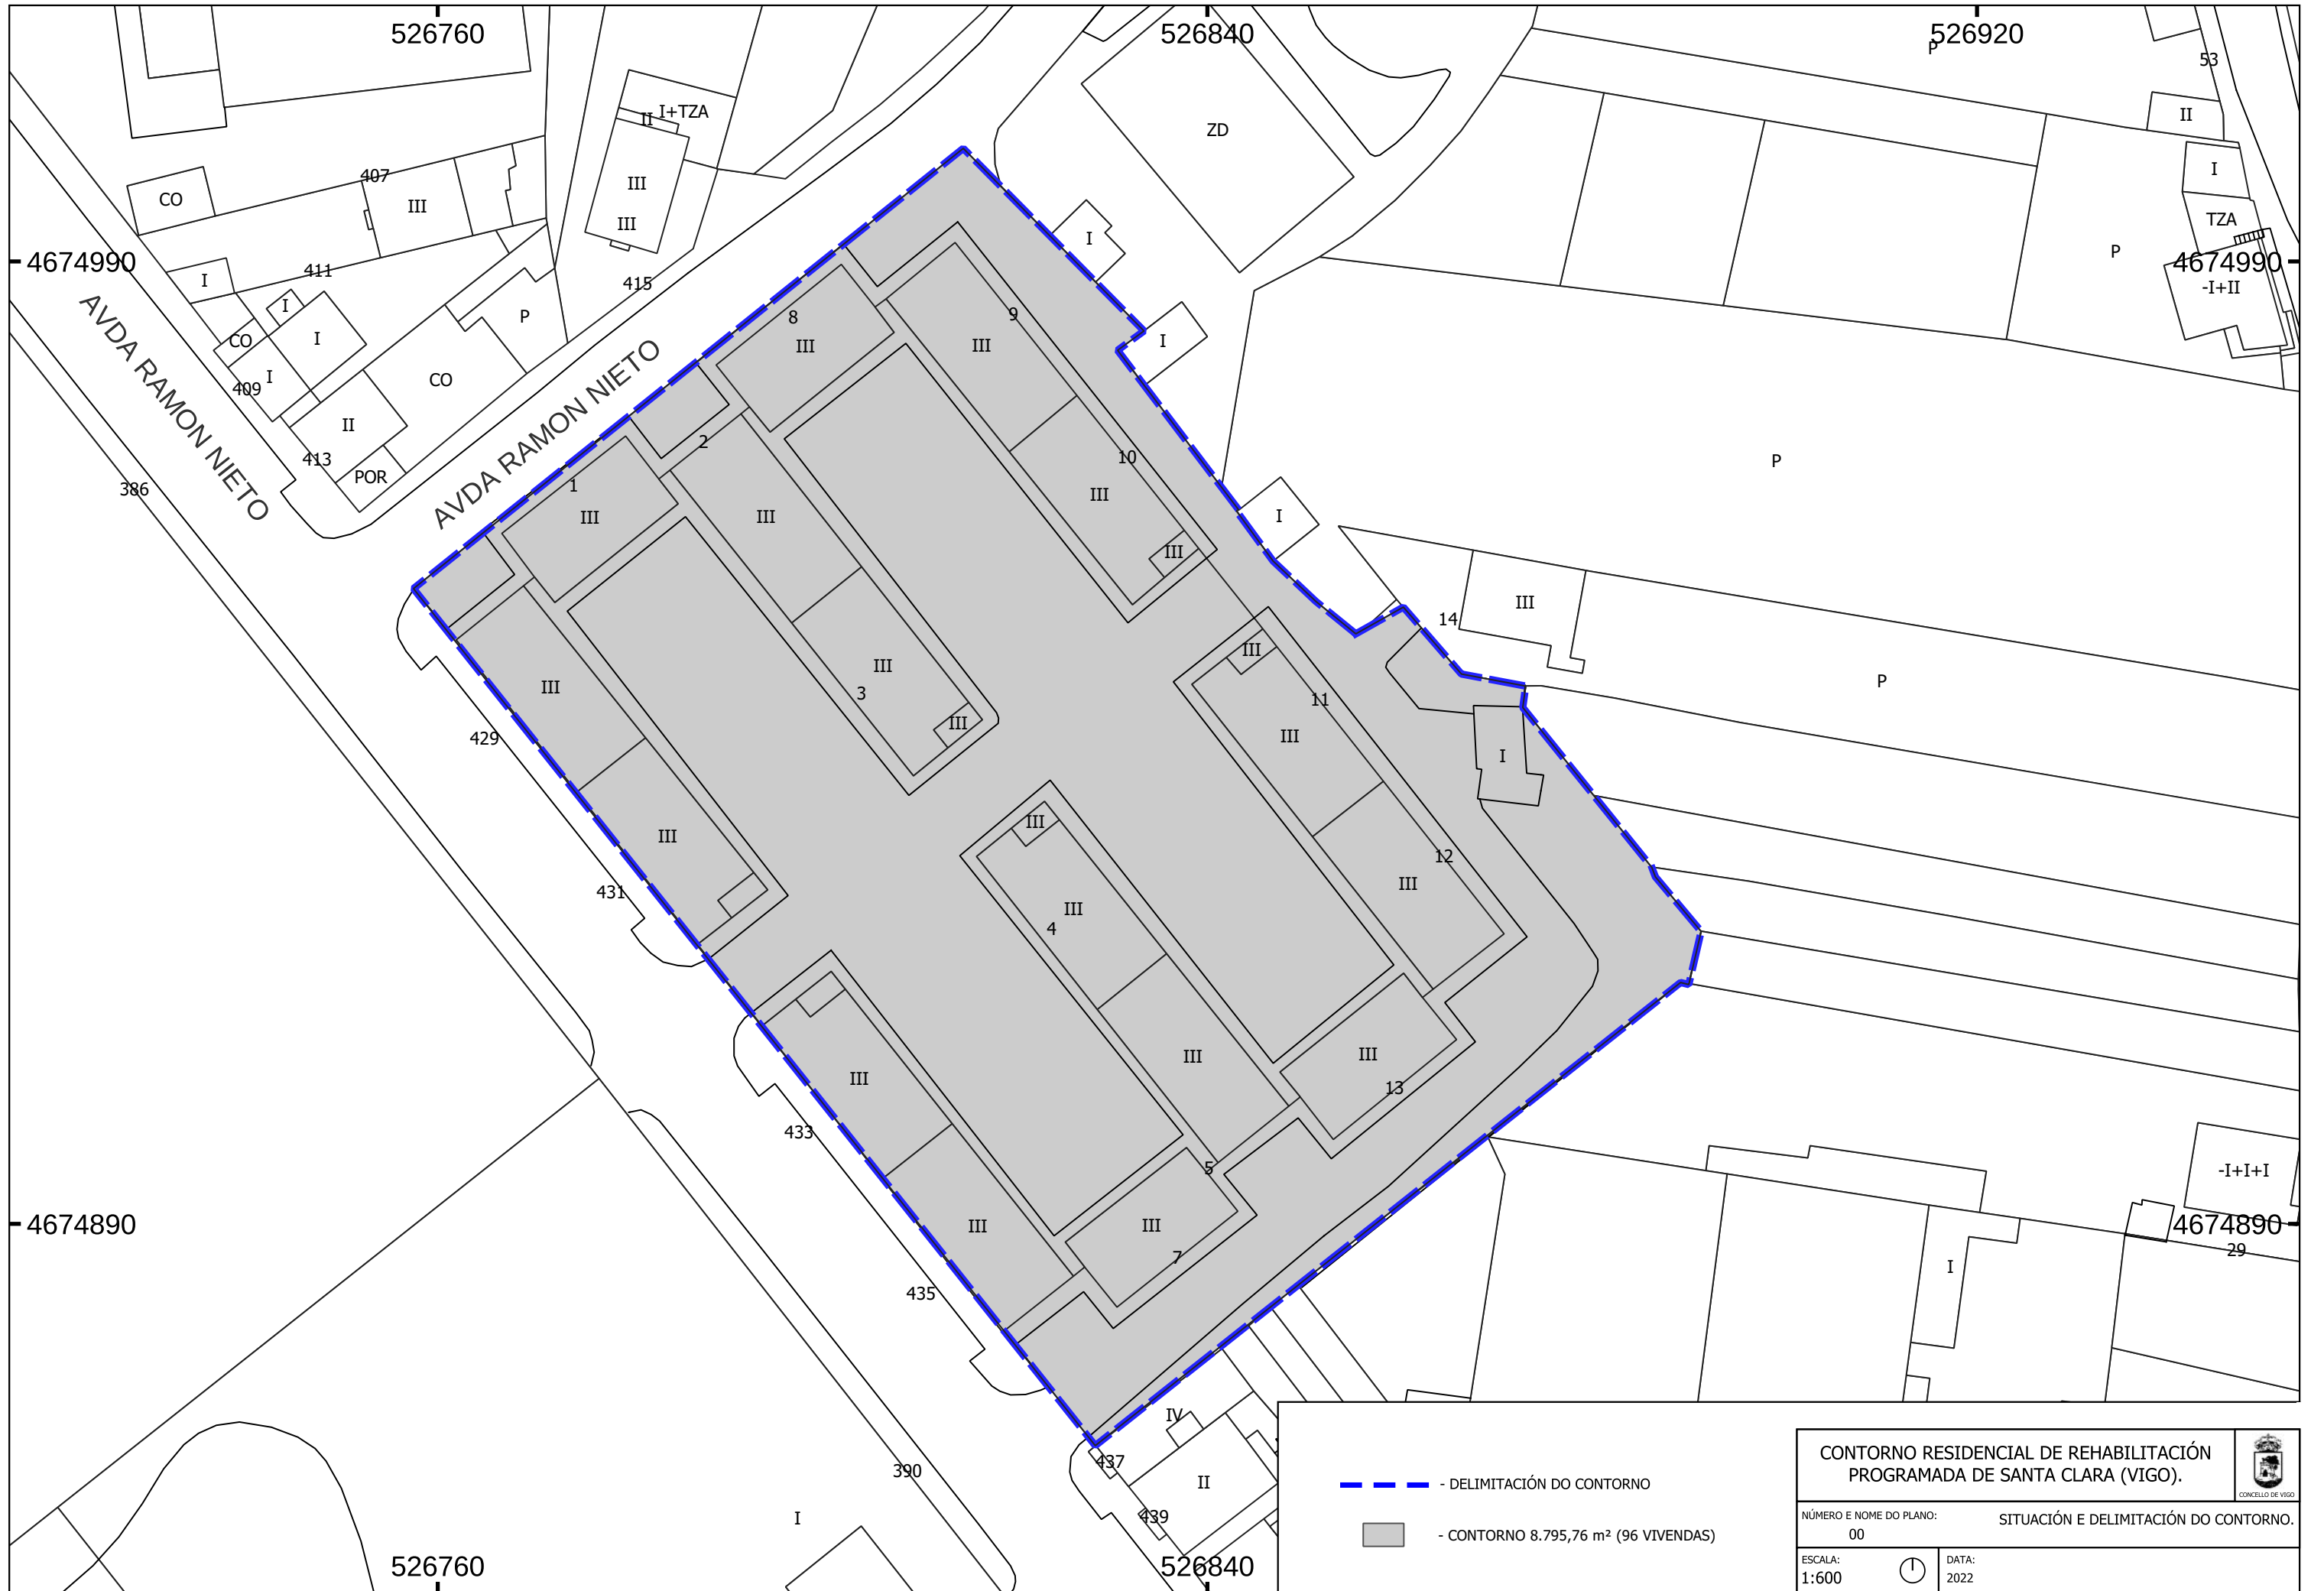 526760
526840
526920
P
53
I+TZA
II
ZD
II
407
CO
III
III
I
III
TZA
I
P
4674990
411
415
4674990
I
I
-I+II
CO
I
P
8
9
I
III
III
I
409
CO
AVDA RAMON NIETO
AVDA RAMON NIETO
II
2
10
P
413
POR
386
1
III
III
III
I
III
14
III
III
III
3
III
11
P
III
429
III
III
I
III
III
12
431
III
III
4
III
III
III
13
433
5
-I+I+I
III
III
4674890
4674890
7
29
I
435
IV
437
390
II
439
I
526760
526840
- DELIMITACIÓN DO CONTORNO
- CONTORNO 8.795,76 m² (96 VIVENDAS)
CONTORNO RESIDENCIAL DE REHABILITACIÓN
PROGRAMADA DE SANTA CLARA (VIGO).
CONCELLO DE VIGO
NÚMERO E NOME DO PLANO:
00
SITUACIÓN E DELIMITACIÓN DO CONTORNO.
ESCALA:
1:600
DATA:
2022